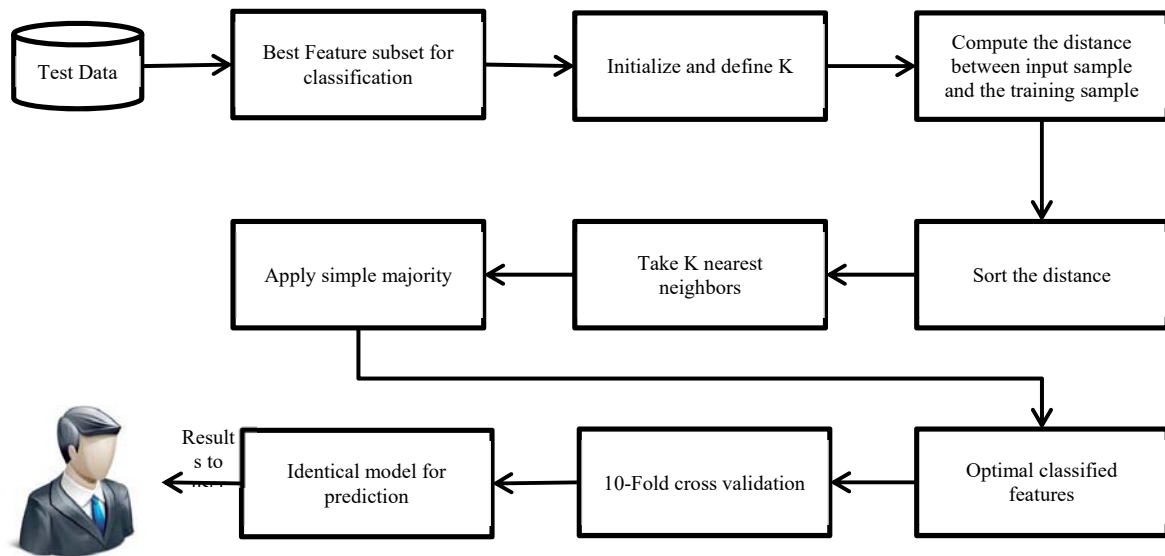 Test Data
Best Feature subset for
classification
Initialize and define K
Compute the distance
between input sample
and the training sample
Sort the distance
Take K nearest
neighbors
Apply simple majority
Optimal classified
features
10-Fold cross validation
Identical model for
prediction
Result
s to